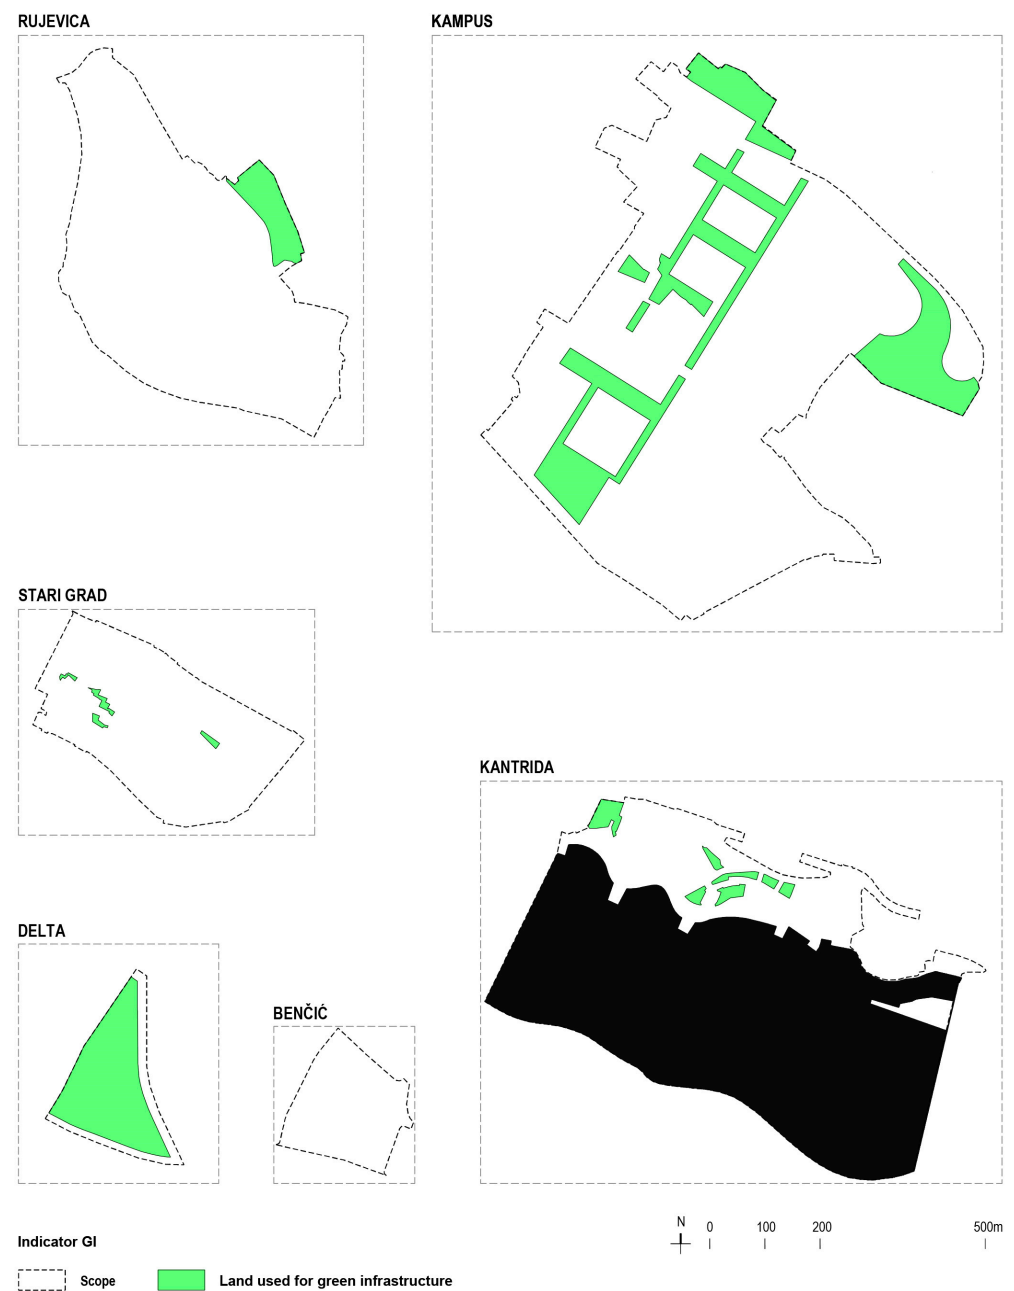 RUJEVICA
KAMPUS
STARI GRAD
KANTRIDA
DELTA
BENČIĆ
N
0 100 200 500m
Indicator GI
Scope
Land used for green infrastructure